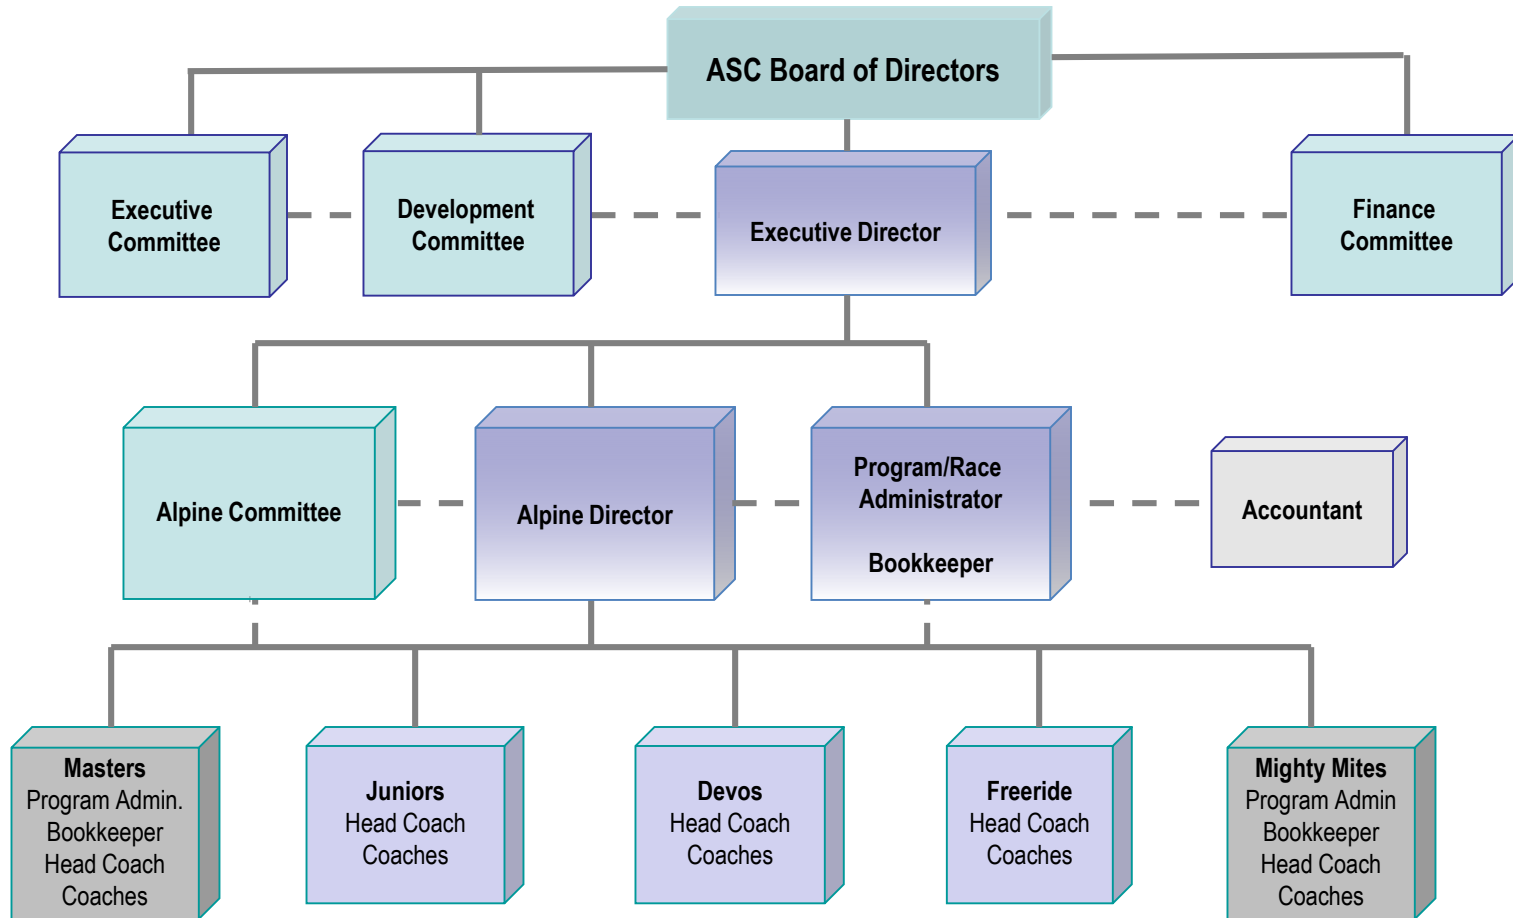 ASC Board of Directors
Executive
Committee
Development
Committee
Executive Director
Finance
Committee
Alpine Committee
Alpine Director
Program/Race
Administrator
Bookkeeper
Accountant
Masters
Program Admin.
Bookkeeper
Head Coach
Coaches
Juniors
Head Coach
Coaches
Devos
Head Coach
Coaches
Freeride
Head Coach
Coaches
Mighty Mites
Program Admin
Bookkeeper
Head Coach
Coaches